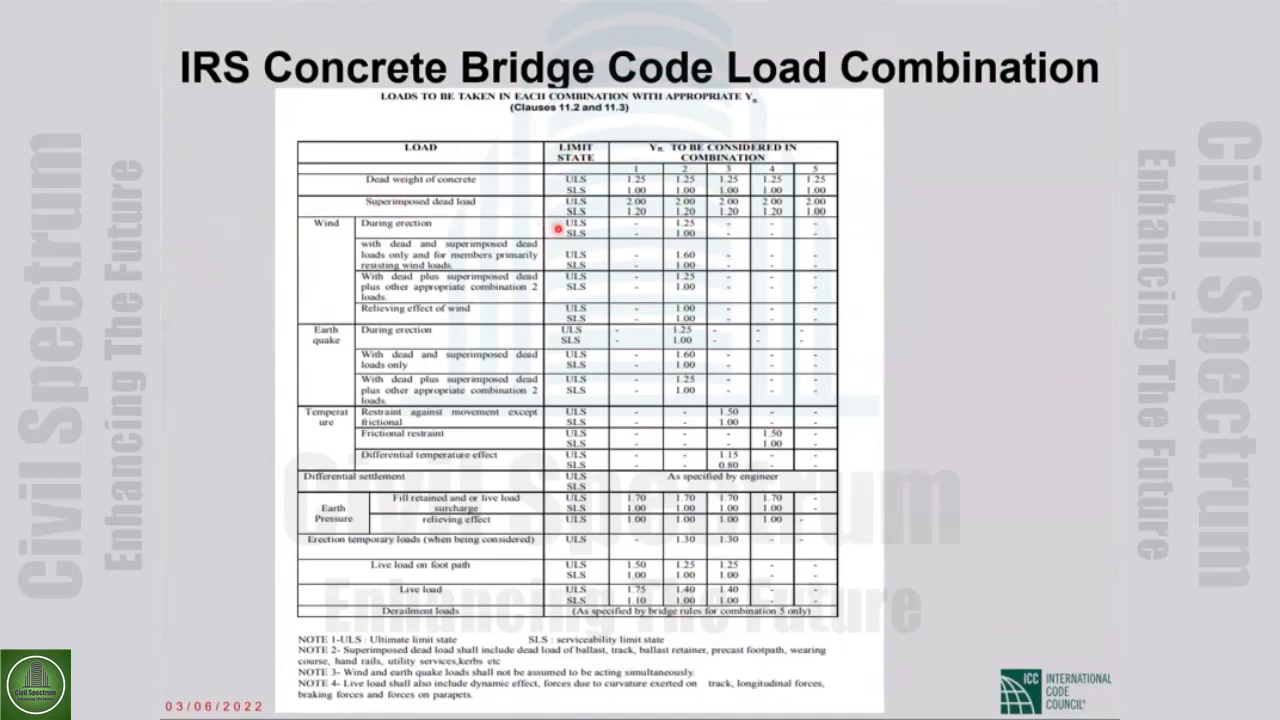 IRS Concrete Bridge Code Load Combination
LOADS TO BE TAKEN IN EACH COMBINATION WITH APPROPRIATE Yfl.
(Clauses 11.2 and 11.3)
LOAD LIMIT STATE Yfl. TO BE CONSIDERED IN COMBINATION
1 2 3 4 5
Dead weight of concrete ULS 1.25 1.25 1.25 1.25 1.25
SLS 1.00 1.00 1.00 1.00 1.00
Superimposed dead load ULS 2.00 2.00 2.00 2.00 2.00
SLS 1.20 1.20 1.20 1.20 1.00
Wind During erection ULS - 1.25 - - -
SLS - 1.00 - - -
with dead and superimposed dead
loads only and for members primarily ULS - 1.60 - - -
resisting wind loads. SLS - 1.00 - - -
With dead plus superimposed dead ULS - 1.25 - - -
plus other appropriate combination 2 SLS - 1.00 - - -
loads.
Relieving effect of wind ULS - 1.00 - - -
SLS - 1.00 - - -
Earth During erection ULS - 1.25 - - -
quake SLS - 1.00 - - -
With dead and superimposed dead ULS - 1.60 - - -
loads only SLS - 1.00 - - -
With dead plus superimposed dead ULS - 1.25 - - -
plus other appropriate combination 2 SLS - 1.00 - - -
loads.
Temperat Restraint against movement except ULS - - 1.50 - -
ure frictional SLS - - 1.00 - -
Frictional restraint ULS - - - 1.50 -
SLS - - - 1.00 -
Differential temperature effect ULS - - 1.15 - -
SLS - - 0.80 - -
Differential settlement ULS As specified by engineer
SLS
Earth Fill retained and or live load ULS 1.70 1.70 1.70 1.70 -
Pressure surcharge SLS 1.00 1.00 1.00 1.00 -
relieving effect ULS 1.00 1.00 1.00 1.00 -
Erection temporary loads (when being considered) ULS - 1.30 1.30 - -
Live load on foot path ULS 1.50 1.25 1.25 - -
SLS 1.00 1.00 1.00 - -
Live load ULS 1.75 1.40 1.40 - -
SLS 1.10 1.00 1.00 - -
Derailment loads (As specified by bridge rules for combination 5 only)
NOTE 1-ULS : Ultimate limit state SLS : serviceability limit state
NOTE 2- Superimposed dead load shall include dead load of ballast, track, ballast retainer, precast footpath, wearing
course, hand rails, utility services,kerbs etc
NOTE 3- Wind and earth quake loads shall not be assumed to be acting simultaneously.
NOTE 4- Live load shall also include dynamic effect, forces due to curvature exerted on track, longitudinal forces,
braking forces and forces on parapets.
Civil Spectrum
Enhancing The Future
Civil Spectrum
Enhancing The Future
Civil Spectrum
Enhancing The Future
Civil Spectrum
Enhancing The Future
03/06/2022
ICC INTERNATIONAL
CODE
COUNCIL®